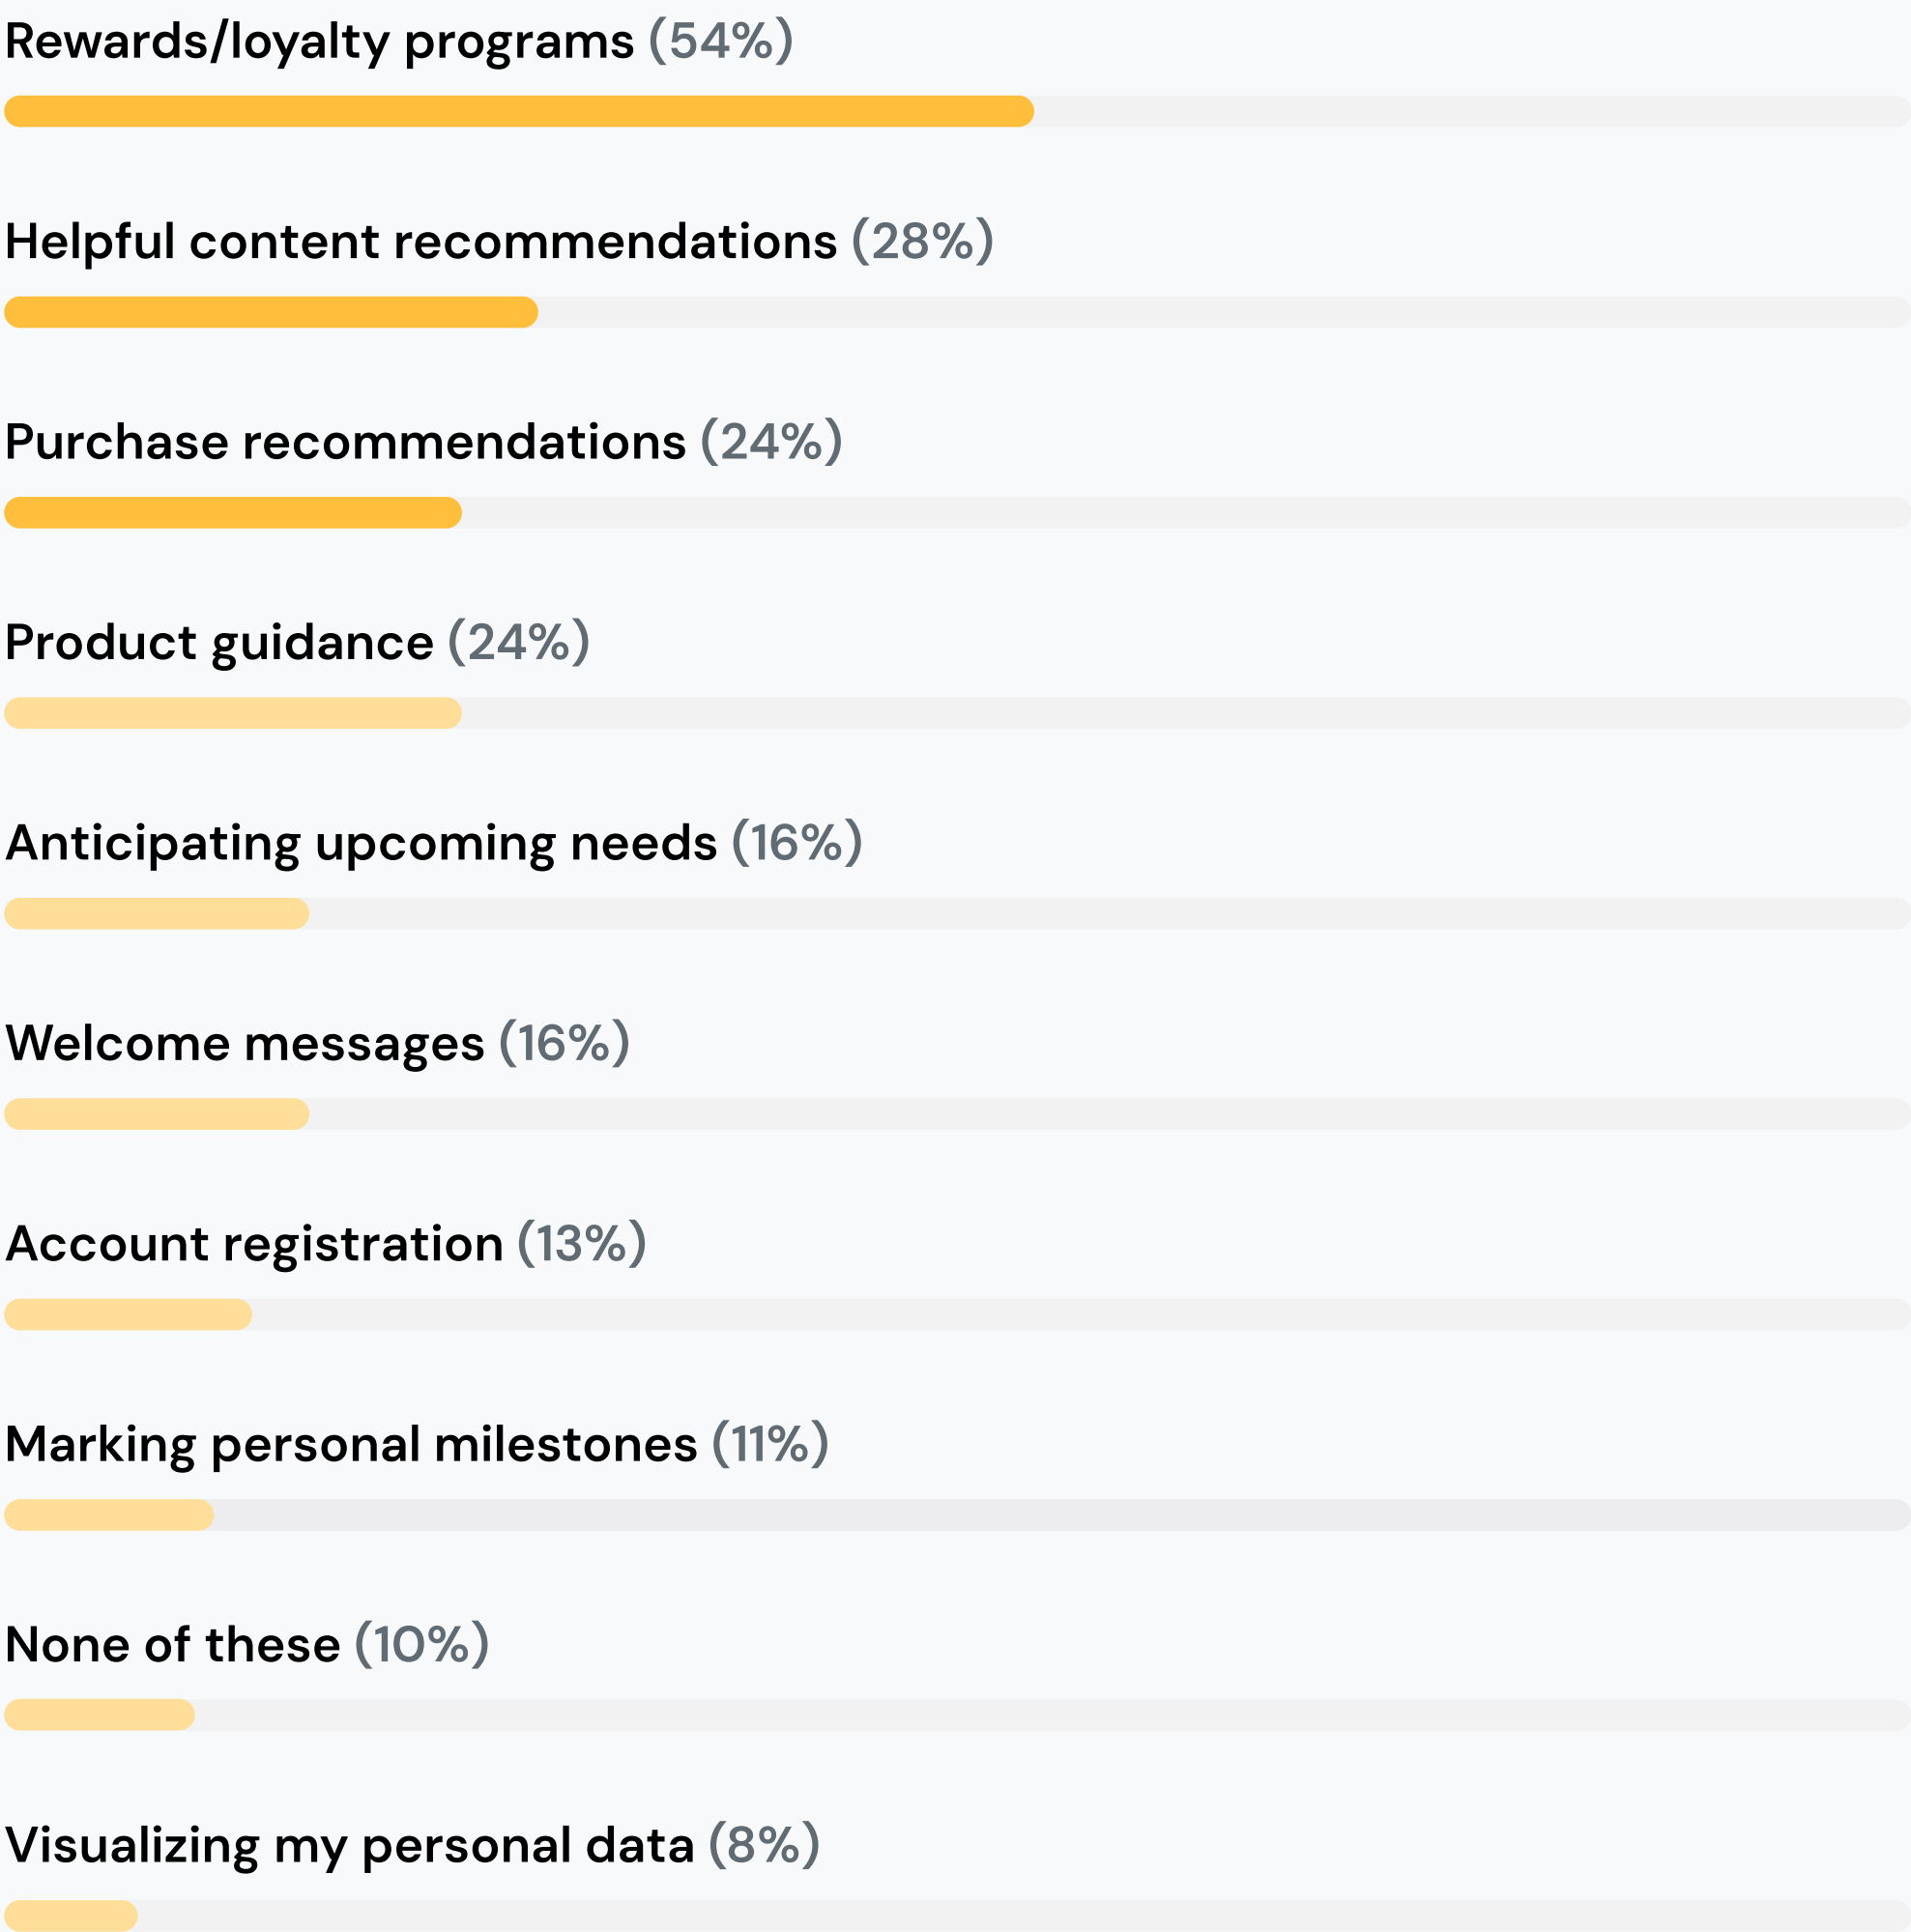 Rewards/loyalty programs (54%)
Helpful content recommendations (28%)
Purchase recommendations (24%)
Product guidance (24%)
Anticipating upcoming needs (16%)
Welcome messages (16%)
Account registration (13%)
Marking personal milestones (11%)
None of these (10%)
Visualizing my personal data (8%)